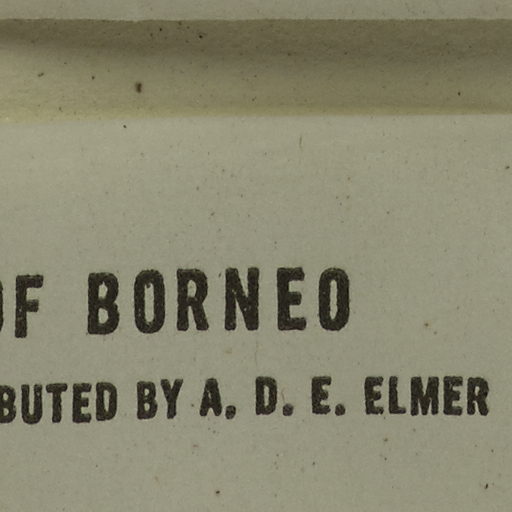 OF BORNEO
BUTED BY A. D. E. ELMER